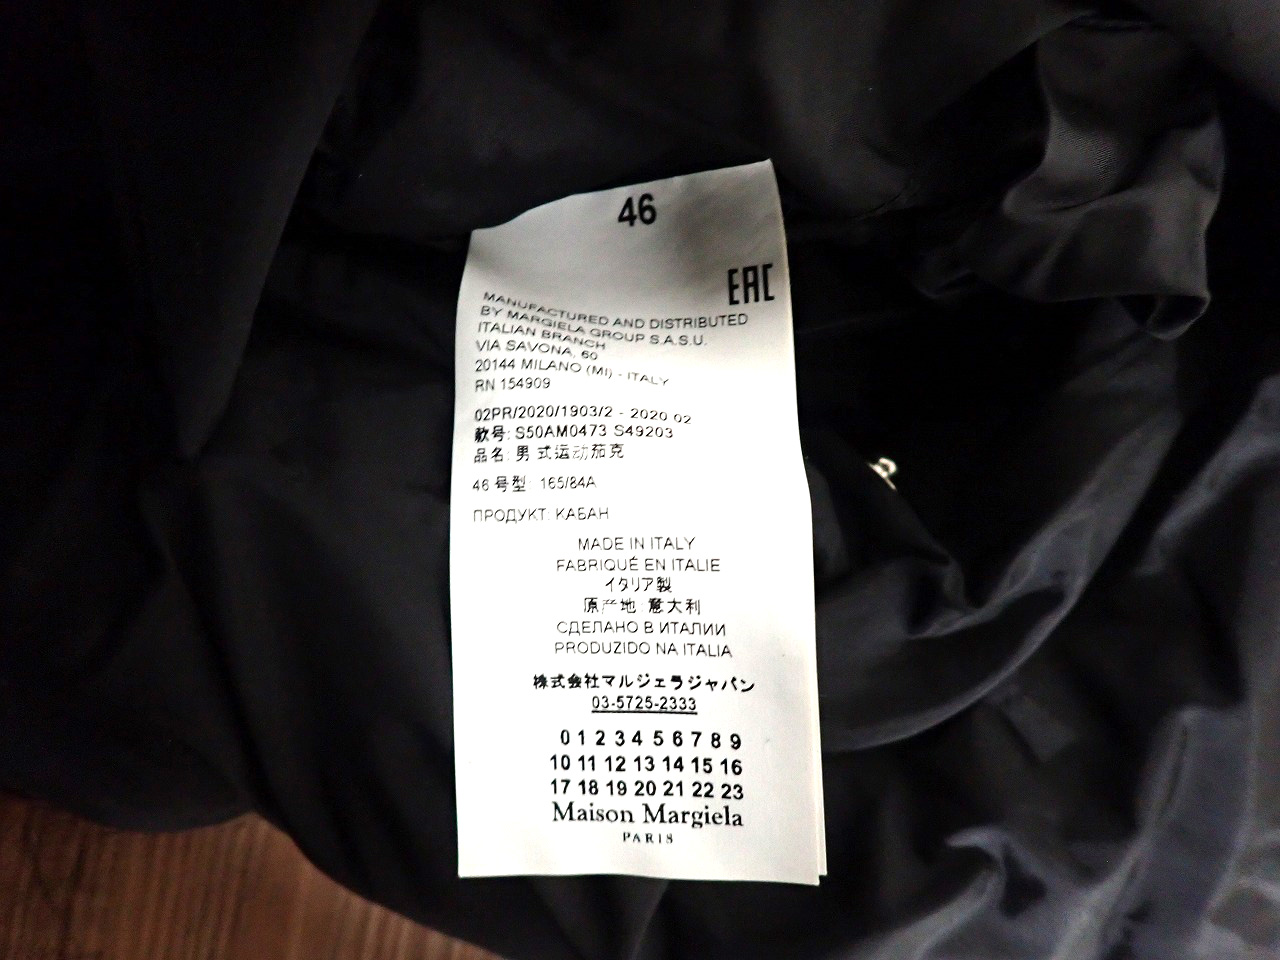 46
EAC
MANUFACTURED AND DISTRIBUTED
BY MARGIELA GROUP S.A.S.U.
ITALIAN BRANCH
VIA SAVONA, 60
20144 MILANO (MI) - ITALY
RN 154909
02PR/2020/1903/2 - 2020 02
款号: S50AM0473 S49203
品名: 男式运动茄克
46 号型: 165/84A
ПРОДУКТ: КАБАН
MADE IN ITALY
FABRIQUÉ EN ITALIE
イタリア製
原产地: 意大利
СДЕЛАНО В ИТАЛИИ
PRODUZIDO NA ITALIA
株式会社マルジェラジャパン
03-5725-2333
0 1 2 3 4 5 6 7 8 9
10 11 12 13 14 15 16
17 18 19 20 21 22 23
Maison Margiela
PARIS